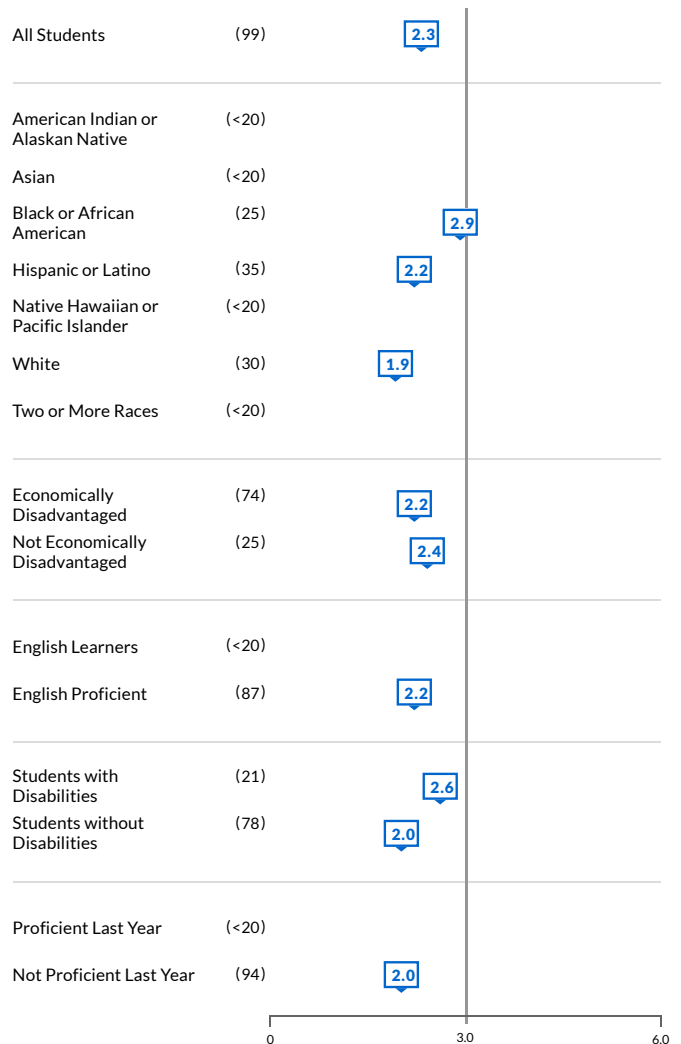 All Students (99) 2.3
American Indian or (<20)
Alaskan Native
Asian (<20)
Black or African (25) 2.9
American
Hispanic or Latino (35) 2.2
Native Hawaiian or (<20)
Pacific Islander
White (30) 1.9
Two or More Races (<20)
Economically (74) 2.2
Disadvantaged
Not Economically (25) 2.4
Disadvantaged
English Learners (<20)
English Proficient (87) 2.2
Students with (21) 2.6
Disabilities
Students without (78) 2.0
Disabilities
Proficient Last Year (<20)
Not Proficient Last Year (94) 2.0
0 3.0 6.0